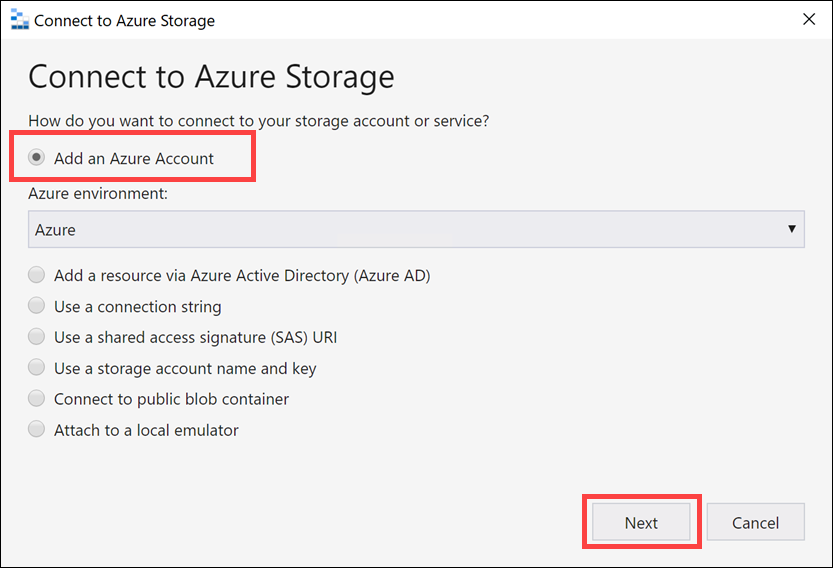 Connect to Azure Storage
Connect to Azure Storage
How do you want to connect to your storage account or service?
Add an Azure Account
Azure environment:
Azure
Add a resource via Azure Active Directory (Azure AD)
Use a connection string
Use a shared access signature (SAS) URI
Use a storage account name and key
Connect to public blob container
Attach to a local emulator
Next Cancel